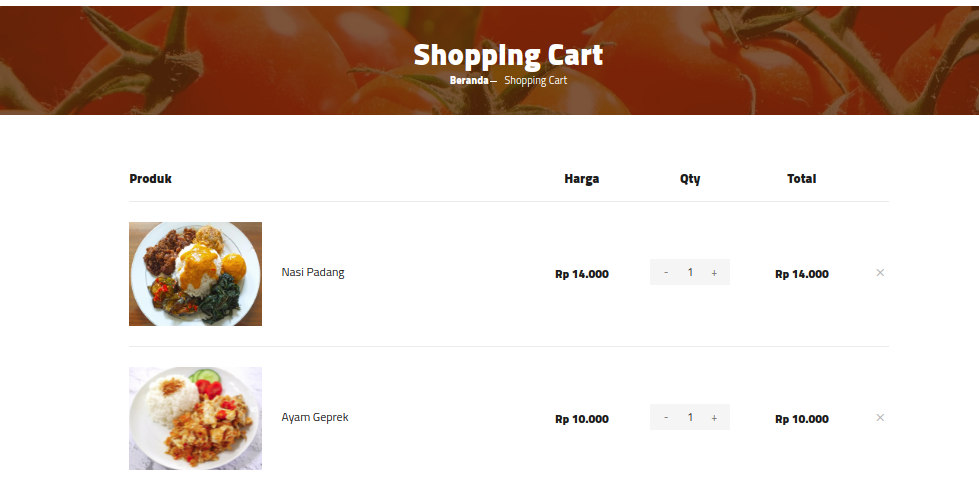 Shopping Cart
Beranda— Shopping Cart
Produk Harga Qty Total
Nasi Padang Rp 14.000 - 1 + Rp 14.000 ×
Ayam Geprek Rp 10.000 - 1 + Rp 10.000 ×